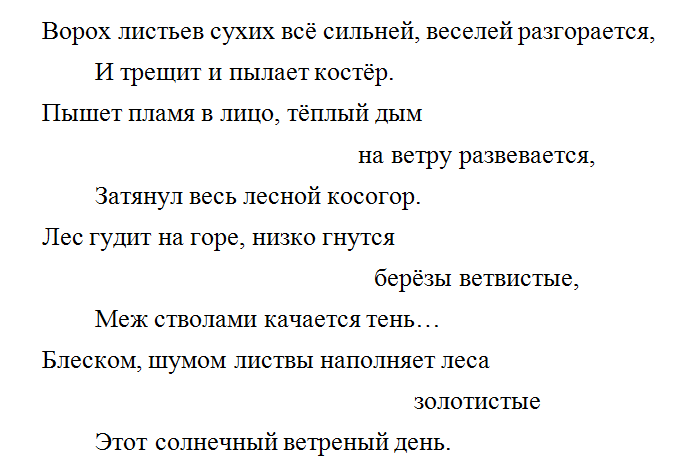 Ворох листьев сухих всё сильней, веселей разгорается,
И трещит и пылает костёр.
Пышет пламя в лицо, тёплый дым
на ветру развевается,
Затянул весь лесной косогор.
Лес гудит на горе, низко гнутся
берёзы ветвистые,
Меж стволами качается тень…
Блеском, шумом листвы наполняет леса
золотистые
Этот солнечный ветреный день.